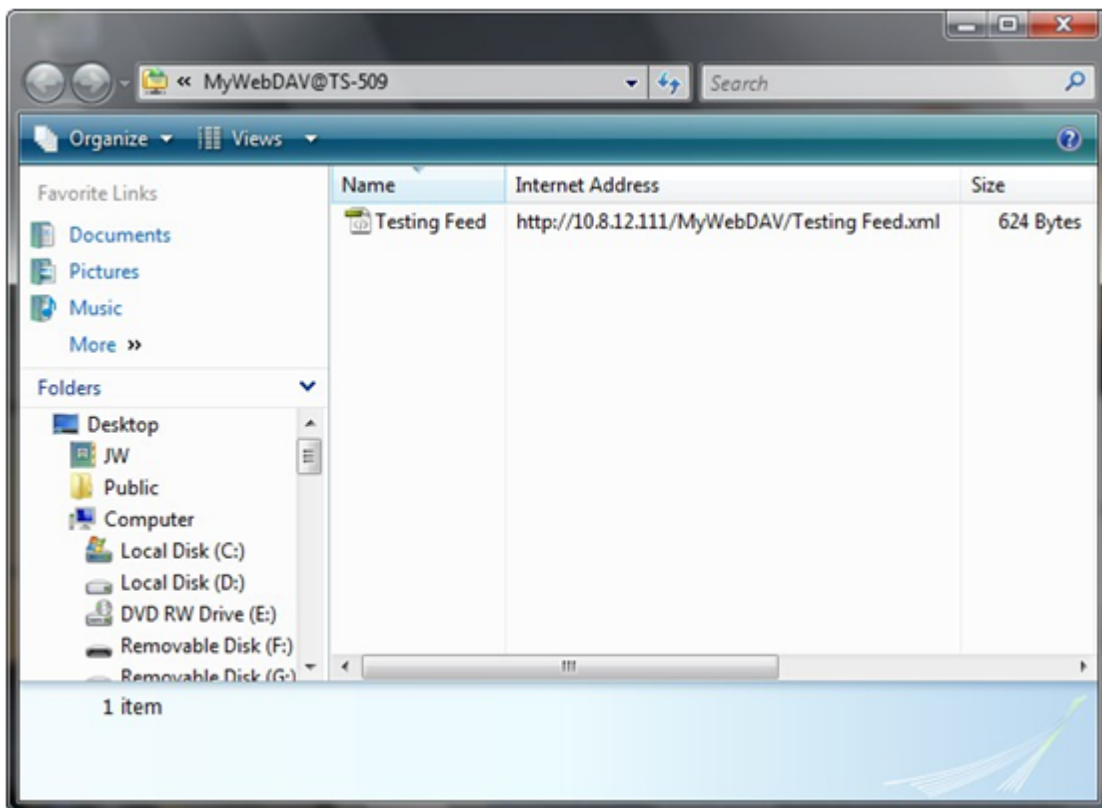 « MyWebDAV@TS-509
Search
Organize
Views
Favorite Links
Documents
Pictures
Music
More »
Folders
Desktop
JW
Public
Computer
Local Disk (C:)
Local Disk (D:)
DVD RW Drive (E:)
Removable Disk (F:)
Removable Disk (G:)
Name Internet Address Size
Testing Feed http://10.8.12.111/MyWebDAV/Testing Feed.xml 624 Bytes
1 item